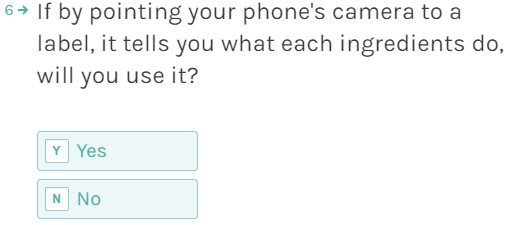 6→ If by pointing your phone's camera to a
label, it tells you what each ingredients do,
will you use it?
Y Yes
N No